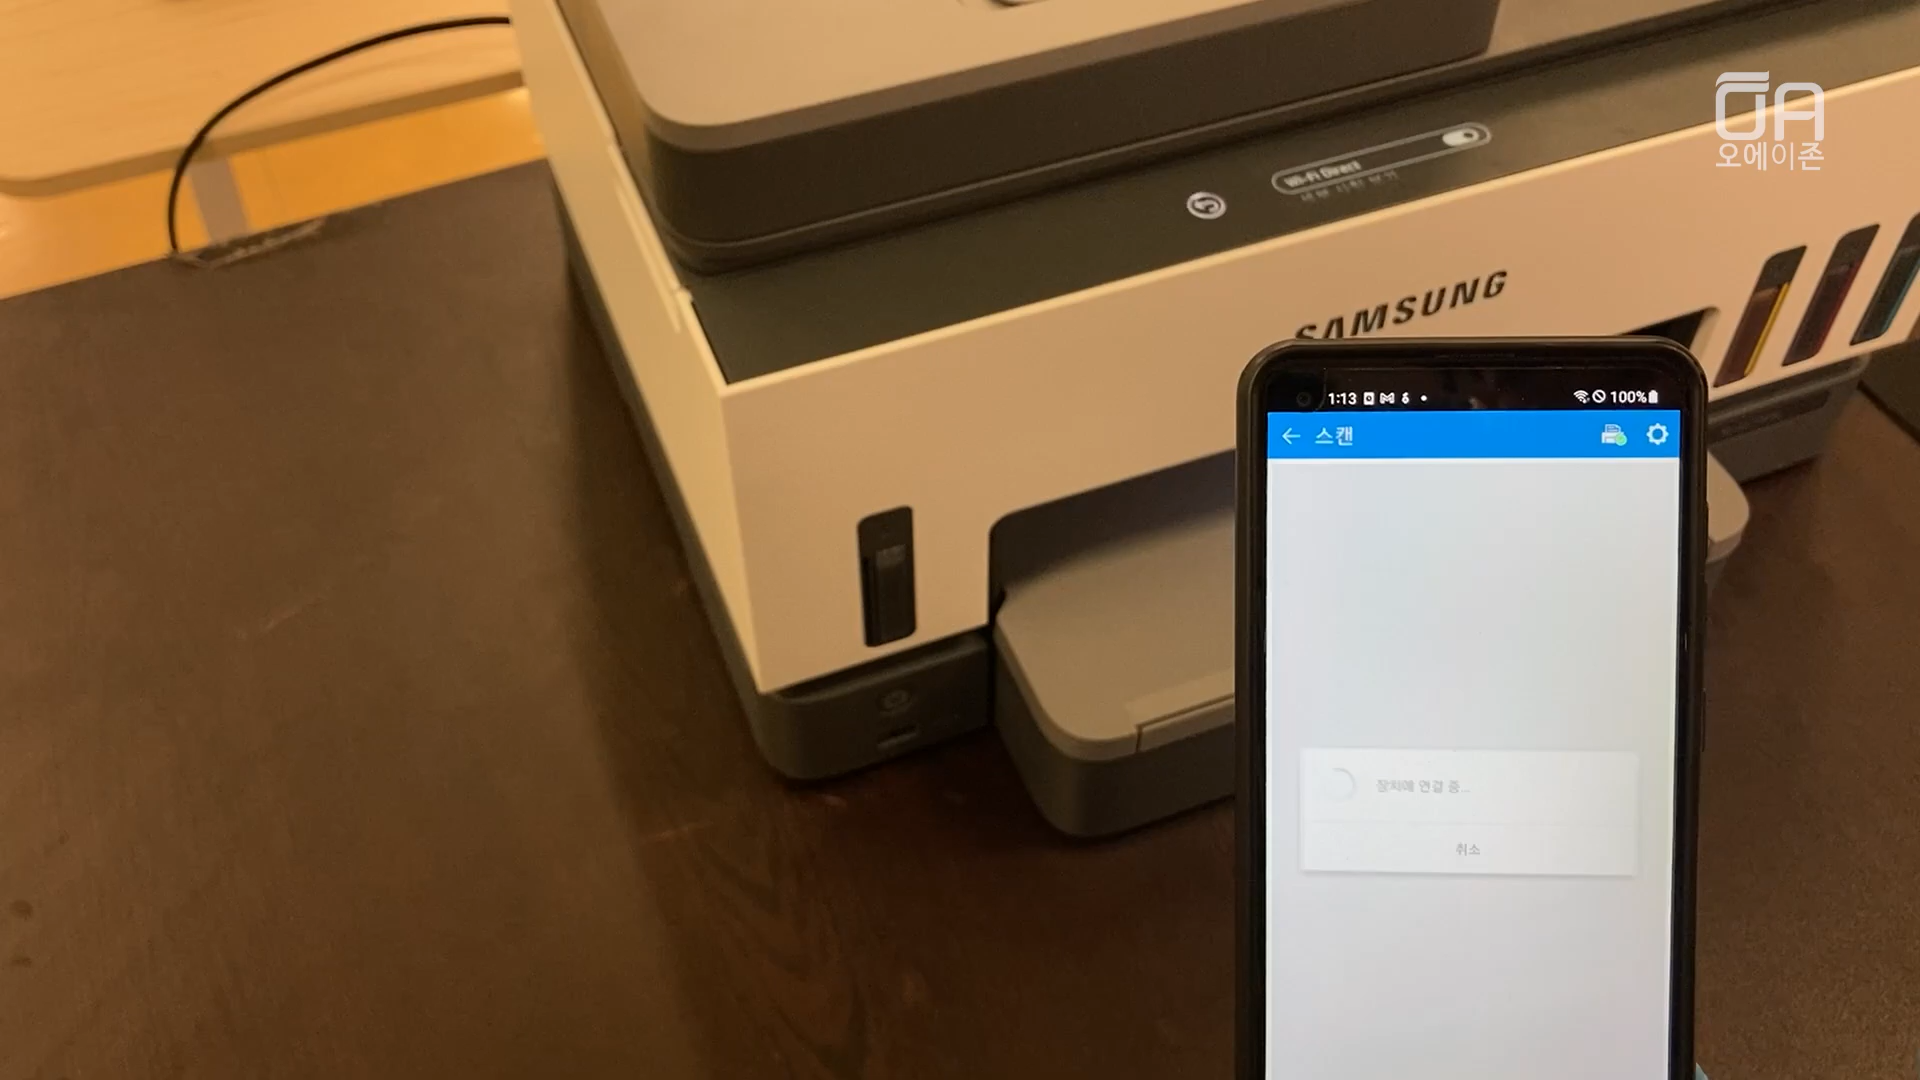 오에이존
Wi-Fi Direct
SAMSUNG
1:13
100%
스캔
장치에 연결 중...
취소